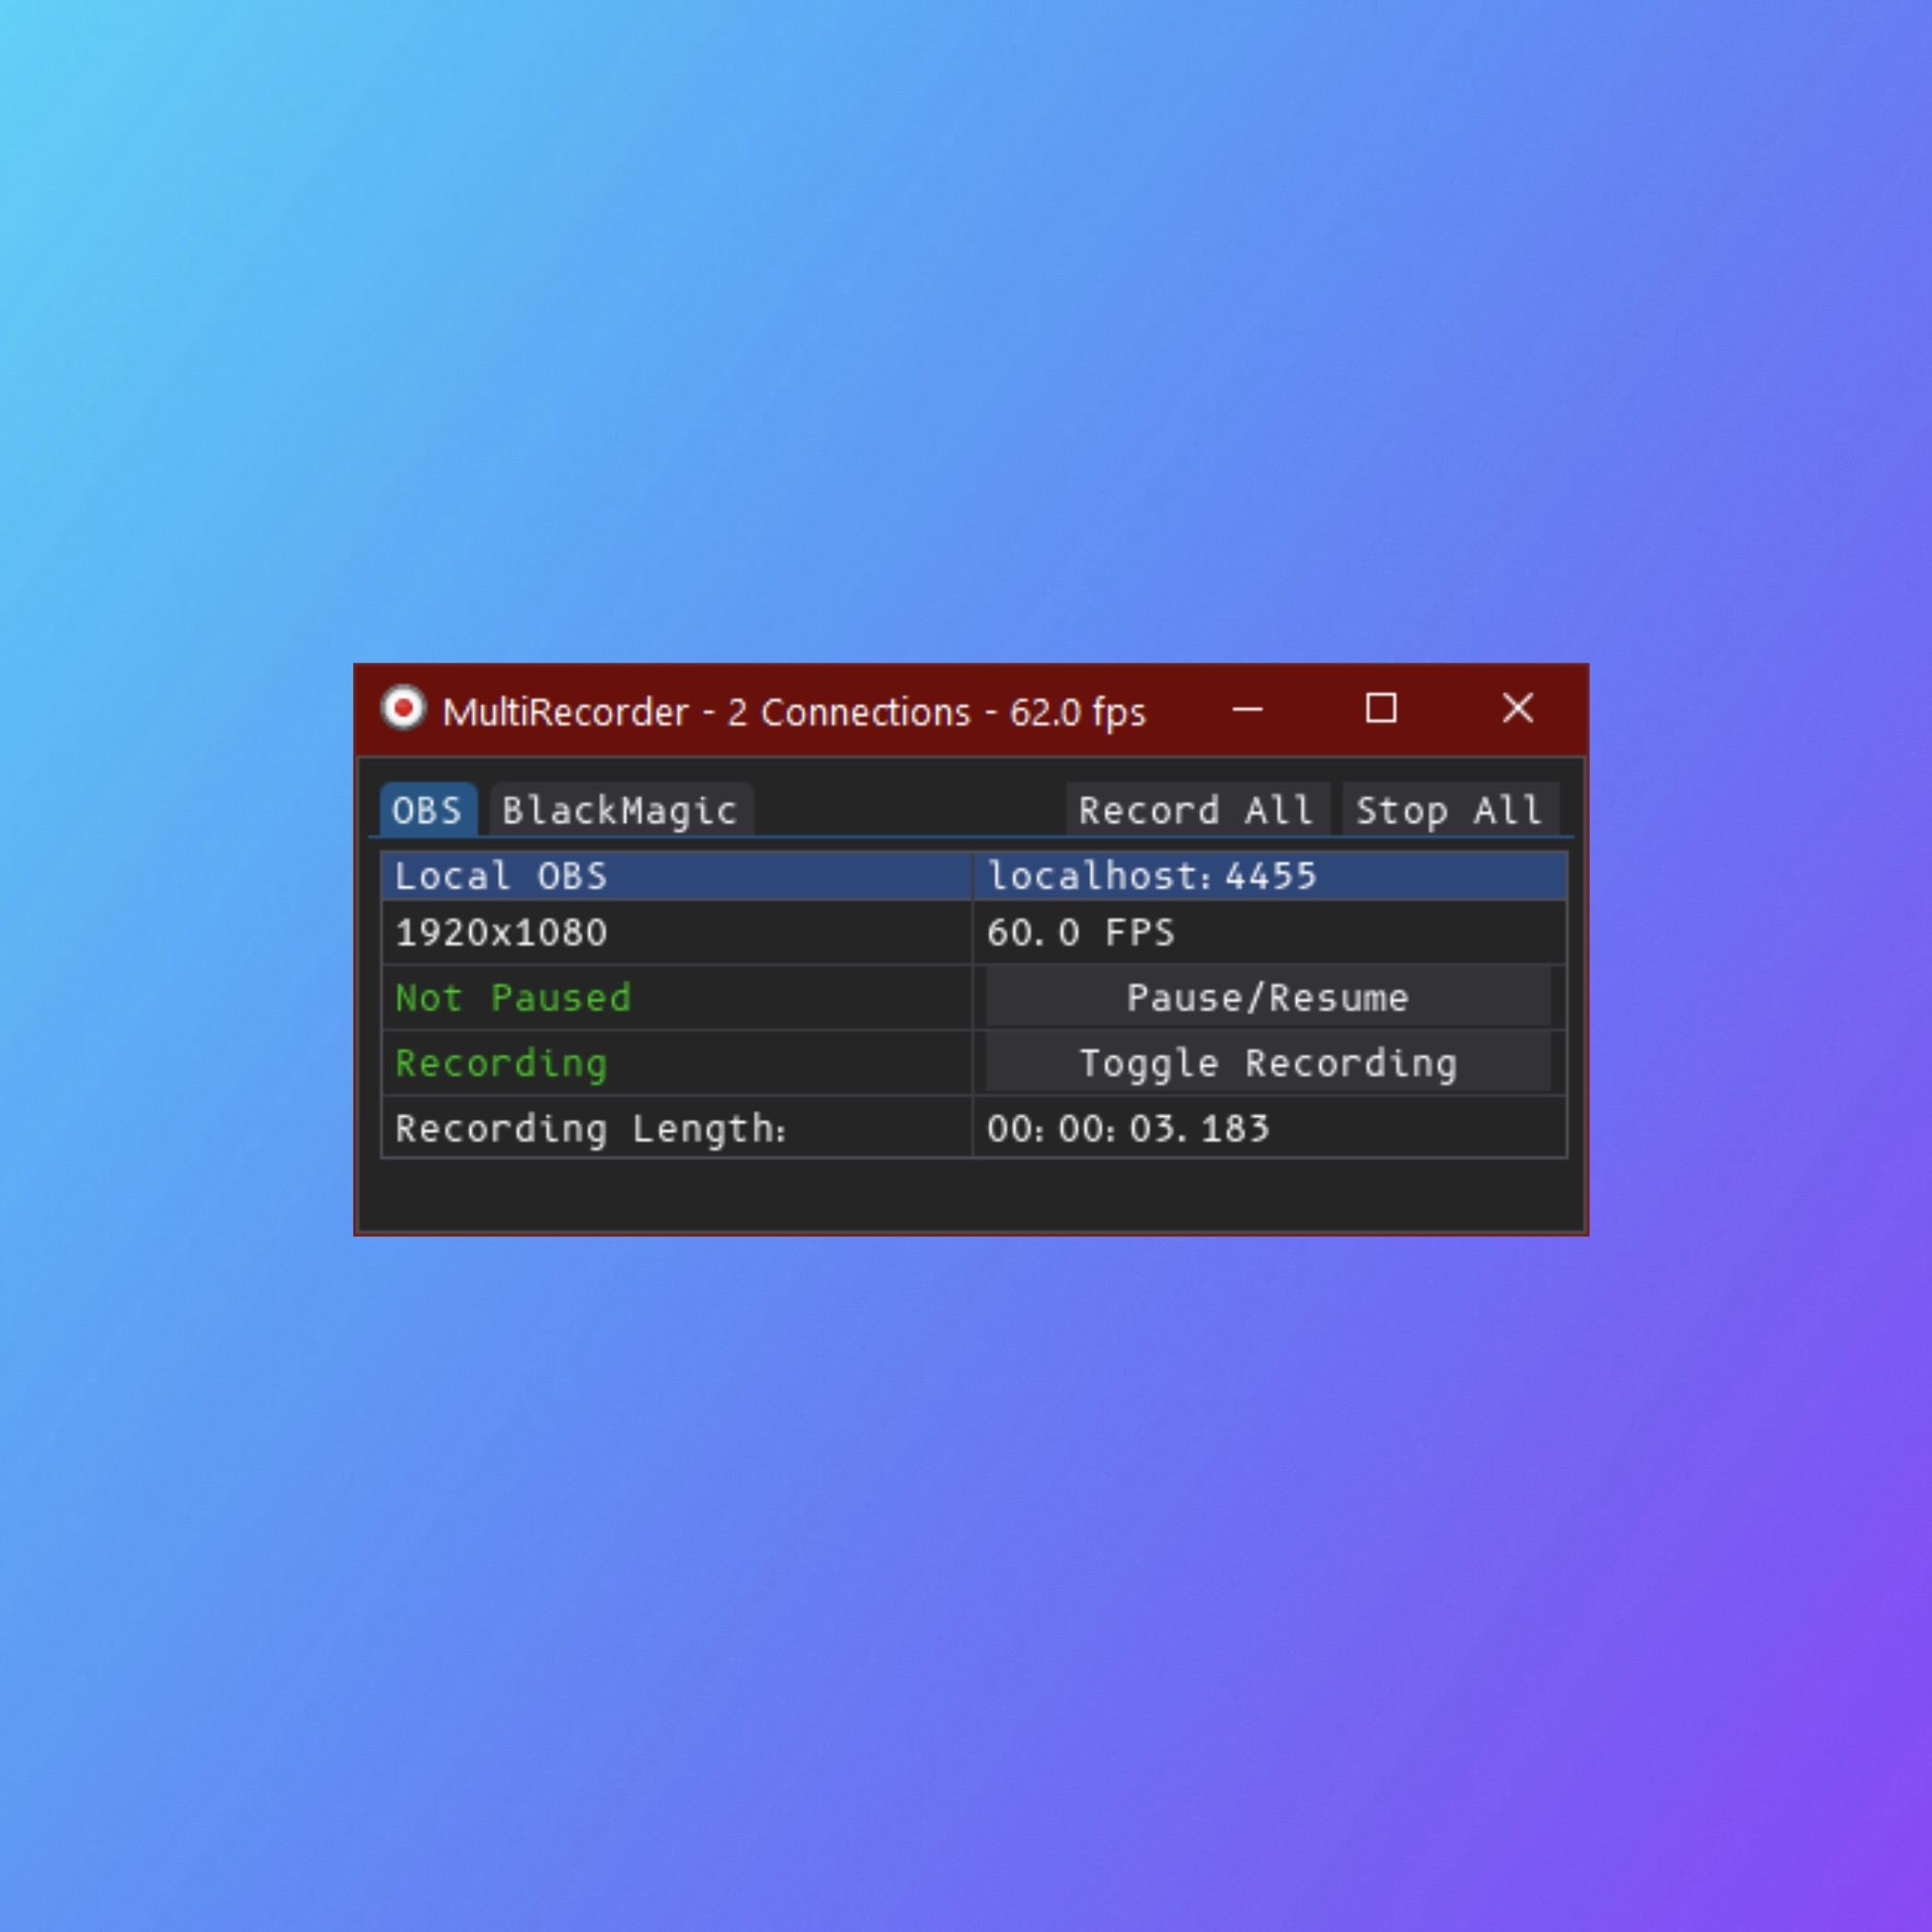 MultiRecorder - 2 Connections - 62.0 fps
OBS BlackMagic Record All Stop All
Local OBS localhost:4455
1920x1080 60.0 FPS
Not Paused Pause/Resume
Recording Toggle Recording
Recording Length: 00:00:03.183